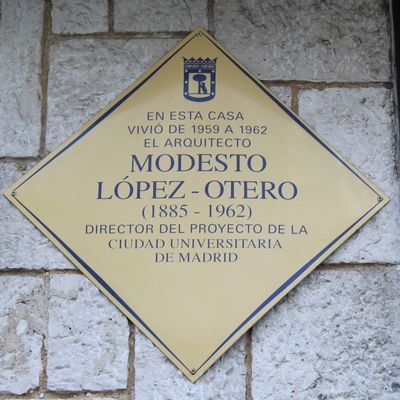 EN ESTA CASA
VIVIÓ DE 1959 A 1962
EL ARQUITECTO
MODESTO
LÓPEZ - OTERO
(1885 - 1962)
DIRECTOR DEL PROYECTO DE LA
CIUDAD UNIVERSITARIA
DE MADRID